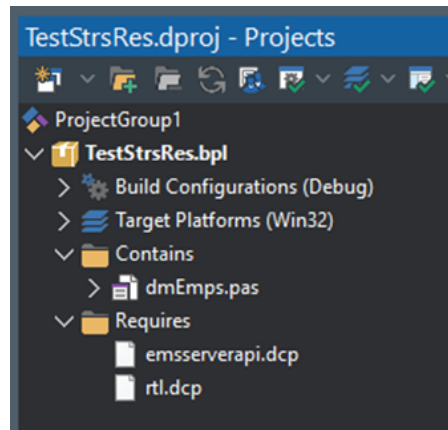 TestStrsRes.dproj - Projects
ProjectGroup1
TestStrsRes.bpl
Build Configurations (Debug)
Target Platforms (Win32)
Contains
dmEmps.pas
Requires
emsserverapi.dcp
rtl.dcp